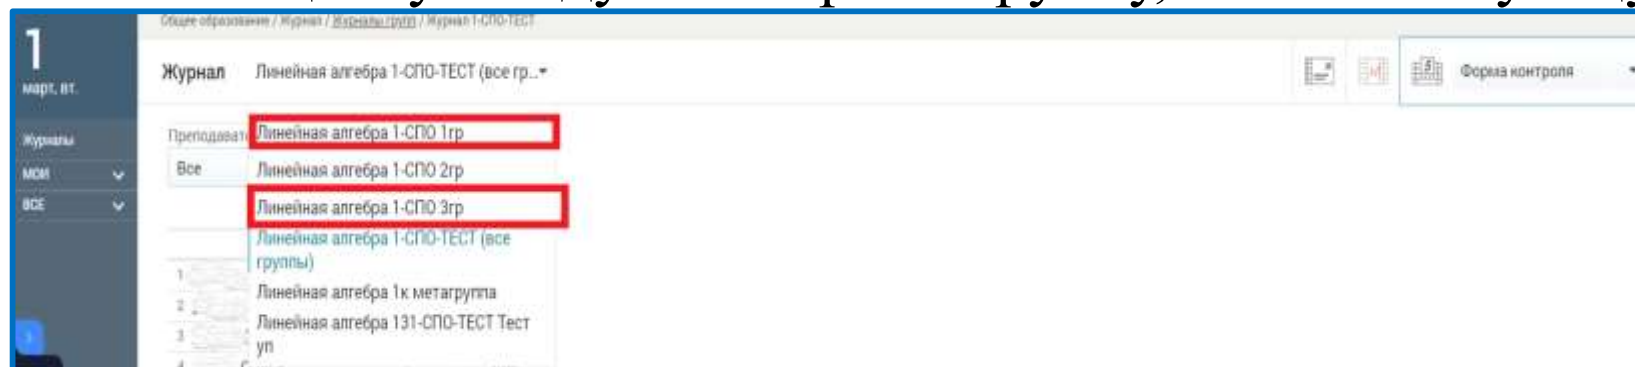 Общее образование / Журнал / Журналы групп / Журнал 1-СПО-ТЕСТ
1
март, вт.
Журнал Линейная алгебра 1-СПО-ТЕСТ (все гр...
Форма контроля
Журналы
МОИ
ВСЕ
Все
Линейная алгебра 1-СПО 1гр
Линейная алгебра 1-СПО 2гр
Линейная алгебра 1-СПО 3гр
Линейная алгебра 1-СПО-ТЕСТ (все
группы)
Линейная алгебра 1к метагруппа
Линейная алгебра 131-СПО-ТЕСТ Тест
уп
1
2
3